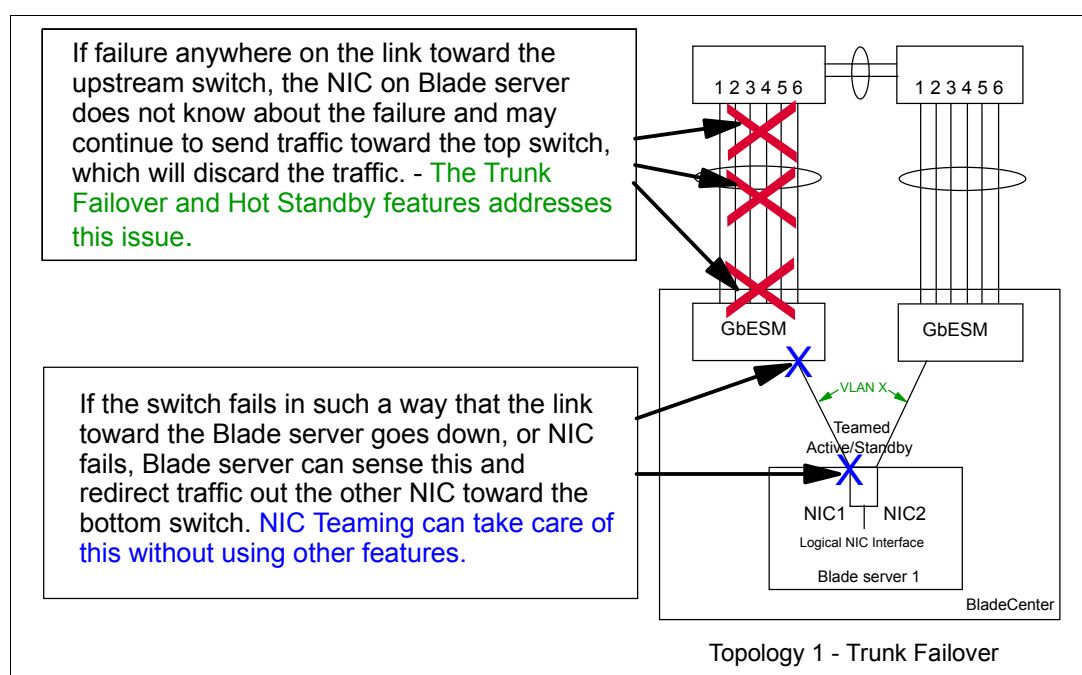 If failure anywhere on the link toward the
upstream switch, the NIC on Blade server
does not know about the failure and may
continue to send traffic toward the top switch,
which will discard the traffic. - The Trunk
Failover and Hot Standby features addresses
this issue.
1 2 3 4 5 6
1 2 3 4 5 6
GbESM
GbESM
If the switch fails in such a way that the link
toward the Blade server goes down, or NIC
fails, Blade server can sense this and
redirect traffic out the other NIC toward the
bottom switch. NIC Teaming can take care of
this without using other features.
VLAN X
Teamed
Active/Standby
NIC1
NIC2
Logical NIC Interface
Blade server 1
BladeCenter
Topology 1 - Trunk Failover